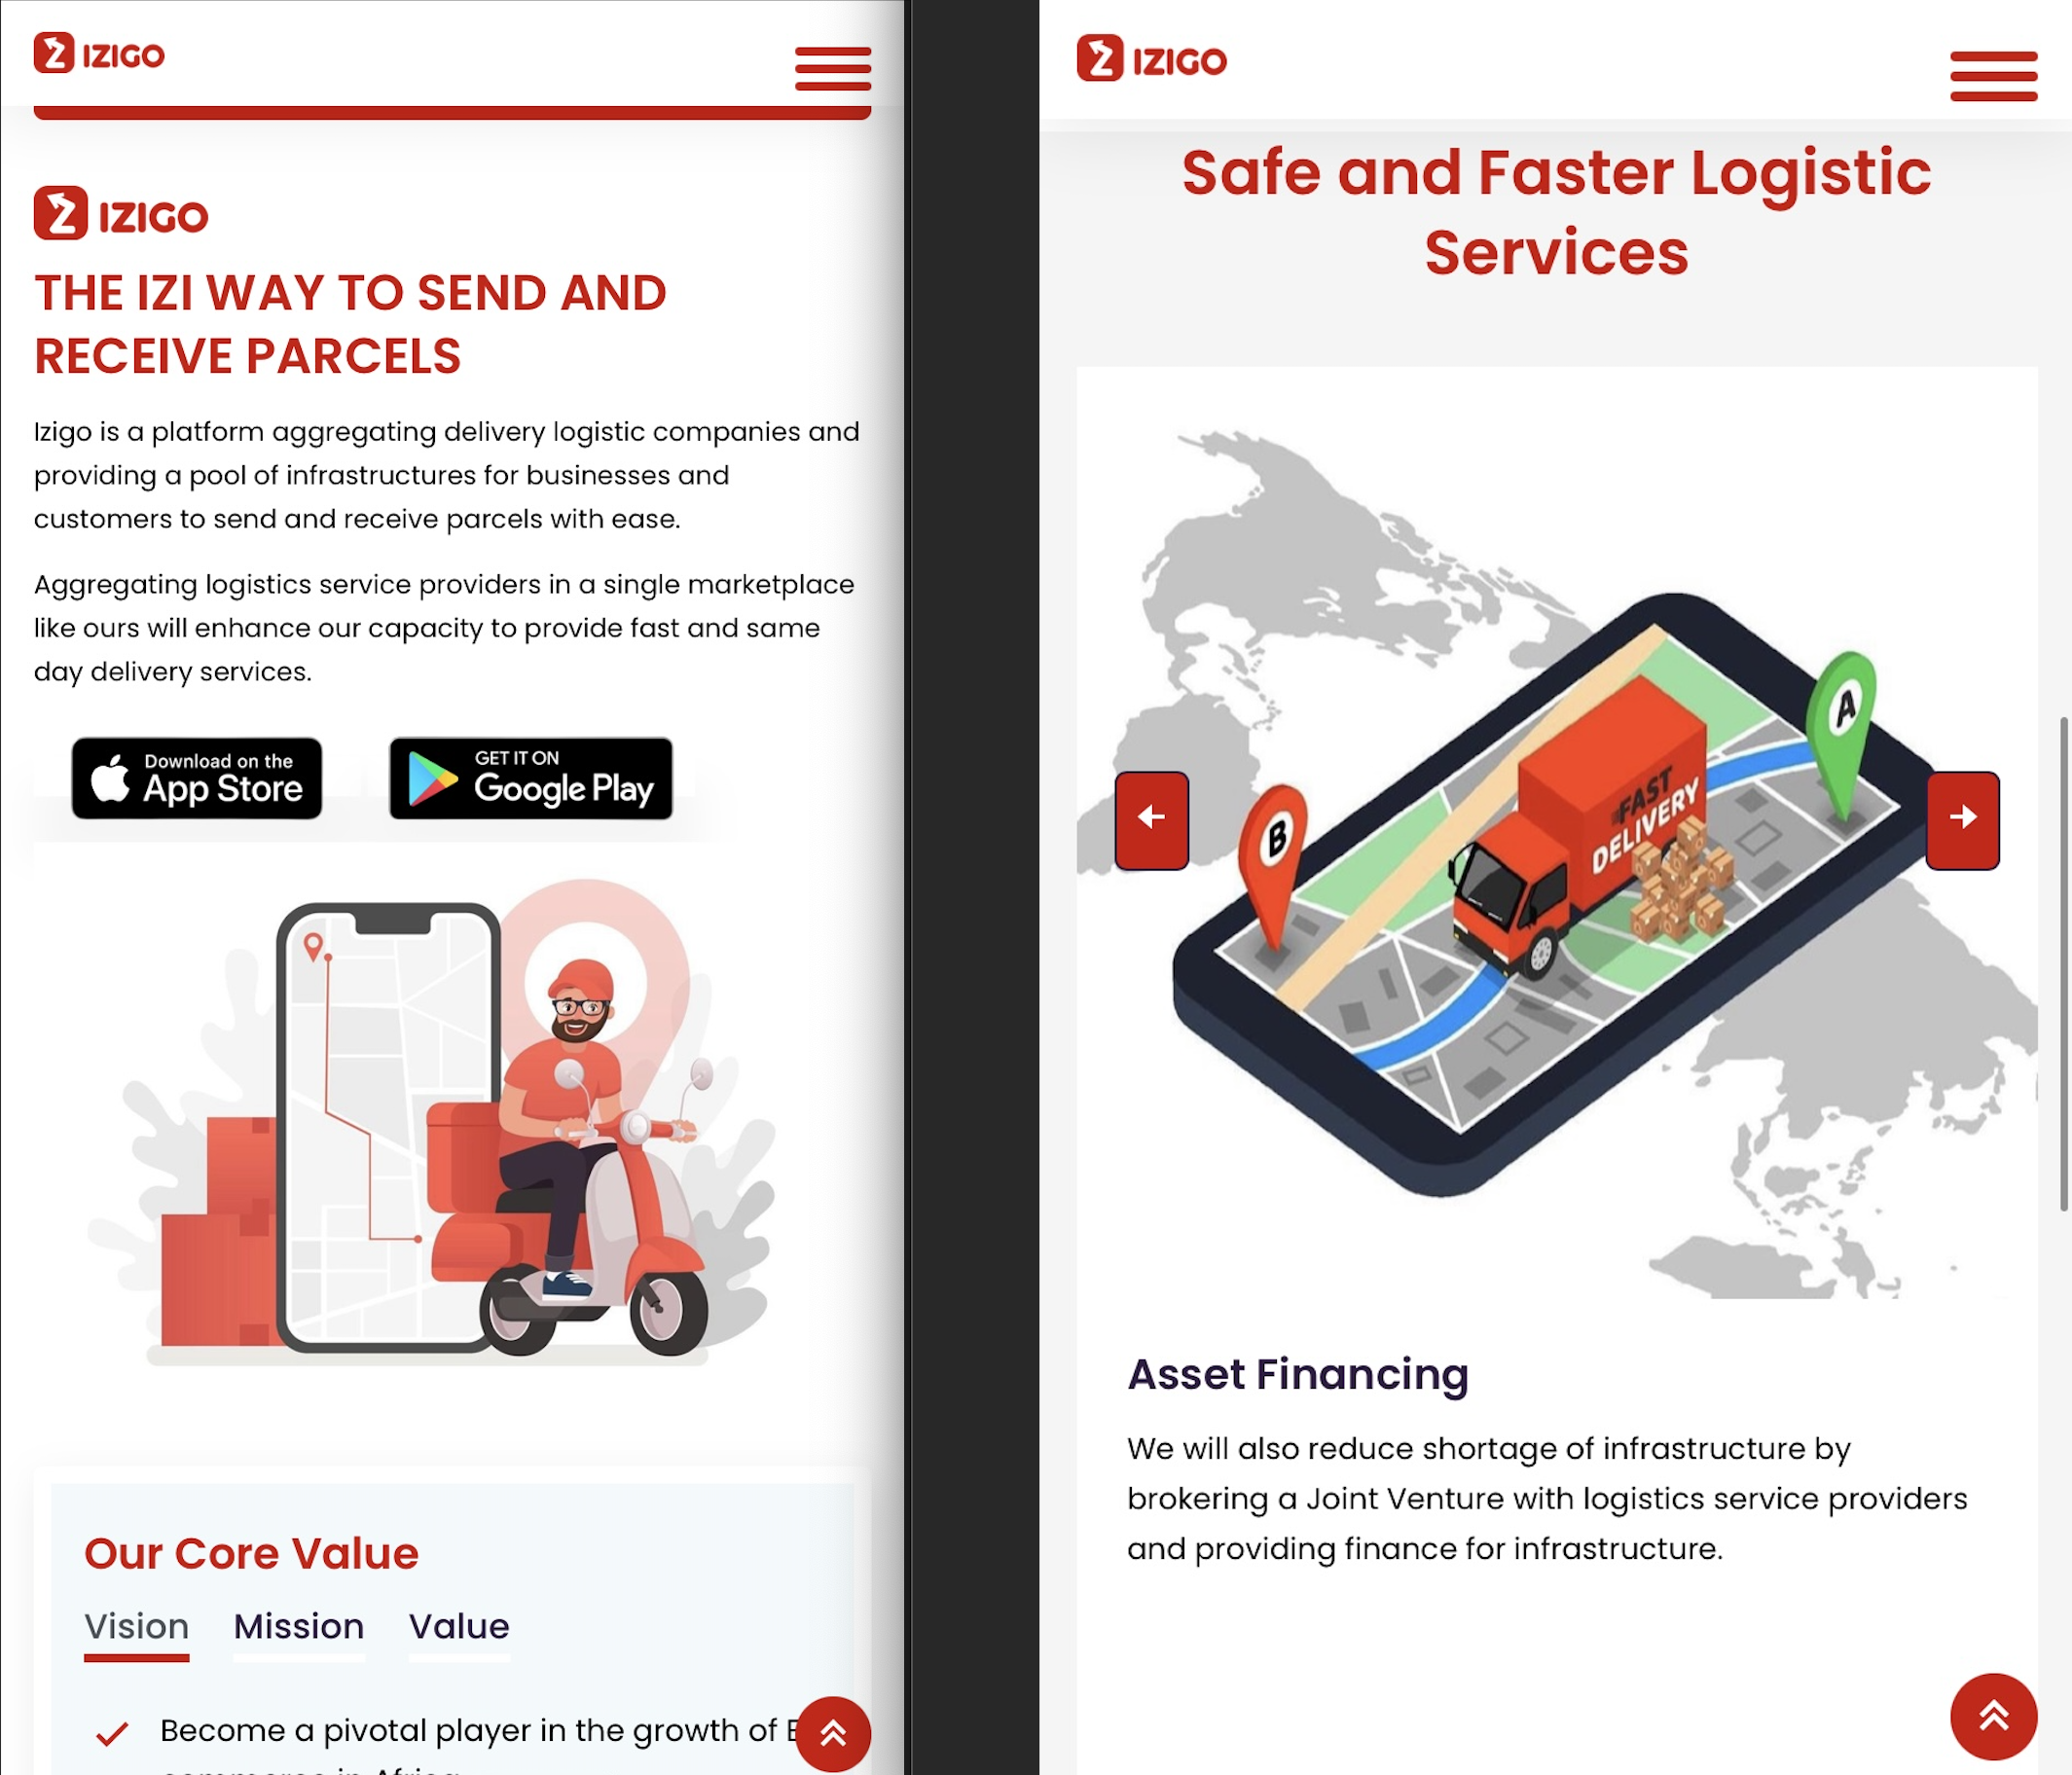 IZIGO
IZIGO
THE IZI WAY TO SEND AND
RECEIVE PARCELS
Izigo is a platform aggregating delivery logistic companies and
providing a pool of infrastructures for businesses and
customers to send and receive parcels with ease.
Aggregating logistics service providers in a single marketplace
like ours will enhance our capacity to provide fast and same
day delivery services.
Download on the
App Store
GET IT ON
Google Play
Our Core Value
Vision Mission Value
Become a pivotal player in the growth of
IZIGO
Safe and Faster Logistic
Services
A
FAST
DELIVERY
B
Asset Financing
We will also reduce shortage of infrastructure by
brokering a Joint Venture with logistics service providers
and providing finance for infrastructure.